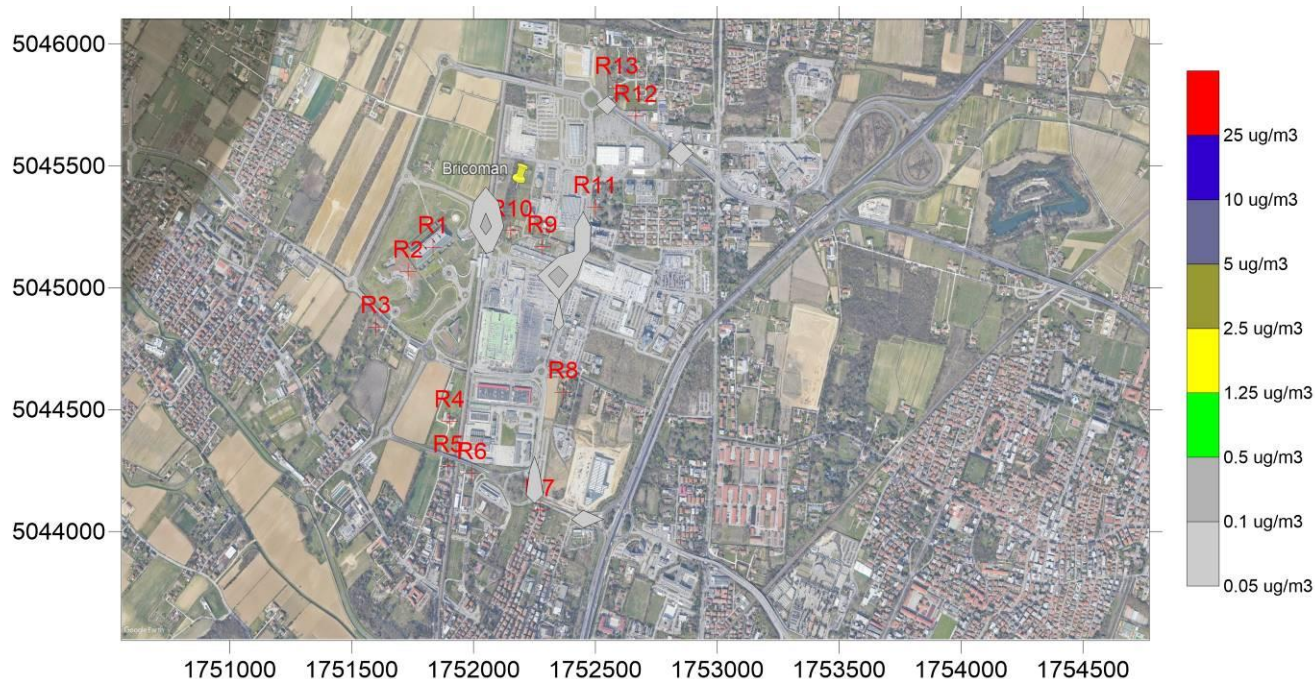 5046000
5045500
5045000
5044500
5044000
R13
R12
Bricoman
R11
R10
R9
R1
R2
R3
R8
R4
R5
R6
R7
1751000
1751500
1752000
1752500
1753000
1753500
1754000
1754500
25 ug/m3
10 ug/m3
5 ug/m3
2.5 ug/m3
1.25 ug/m3
0.5 ug/m3
0.1 ug/m3
0.05 ug/m3
Google Earth